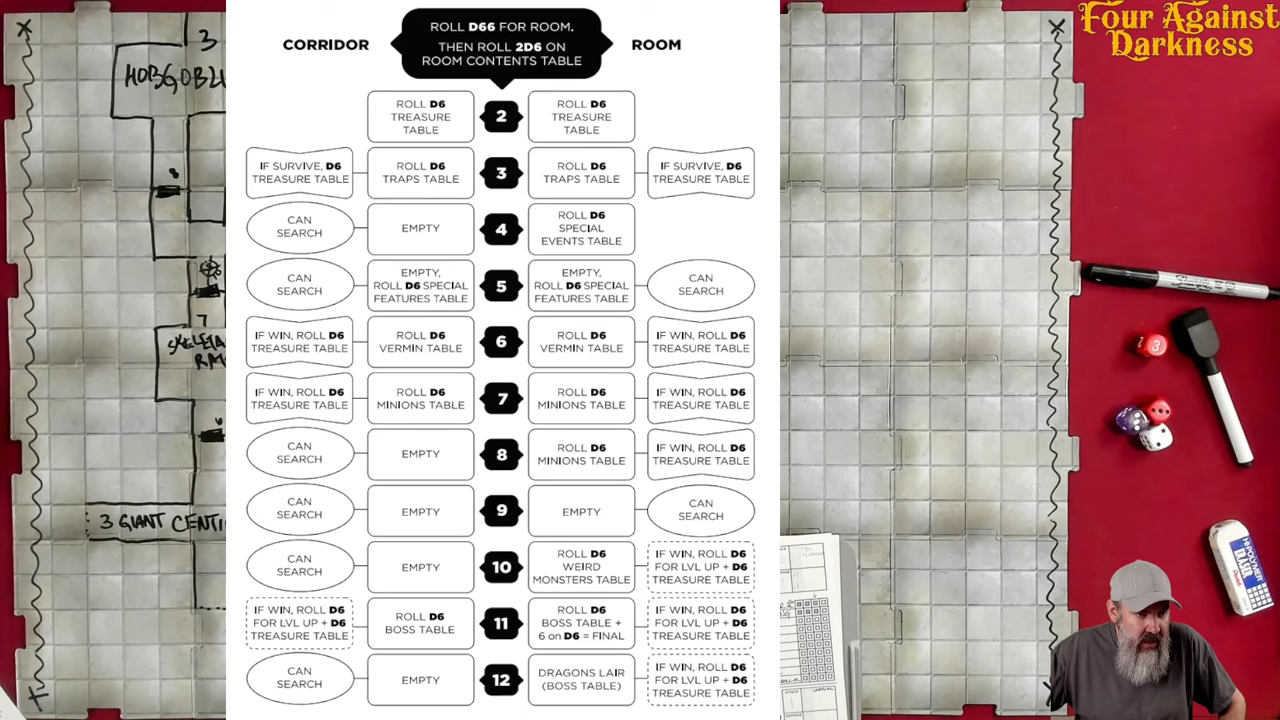 Four Against
Darkness
CORRIDOR
ROLL D66 FOR ROOM.
THEN ROLL 2D6 ON
ROOM CONTENTS TABLE
ROOM
ROLL D6
TREASURE
TABLE
2
ROLL D6
TREASURE
TABLE
IF SURVIVE, D6
TREASURE TABLE
ROLL D6
TRAPS TABLE
3
ROLL D6
TRAPS TABLE
IF SURVIVE, D6
TREASURE TABLE
CAN
SEARCH
EMPTY
4
ROLL D6
SPECIAL
EVENTS TABLE
CAN
SEARCH
EMPTY,
ROLL D6 SPECIAL
FEATURES TABLE
5
EMPTY,
ROLL D6 SPECIAL
FEATURES TABLE
CAN
SEARCH
IF WIN, ROLL D6
TREASURE TABLE
ROLL D6
VERMIN TABLE
6
ROLL D6
VERMIN TABLE
IF WIN, ROLL D6
TREASURE TABLE
IF WIN, ROLL D6
TREASURE TABLE
ROLL D6
MINIONS TABLE
7
ROLL D6
MINIONS TABLE
IF WIN, ROLL D6
TREASURE TABLE
CAN
SEARCH
EMPTY
8
ROLL D6
MINIONS TABLE
IF WIN, ROLL D6
TREASURE TABLE
CAN
SEARCH
EMPTY
9
EMPTY
CAN
SEARCH
CAN
SEARCH
EMPTY
10
ROLL D6
WEIRD
MONSTERS TABLE
IF WIN, ROLL D6
FOR LVL UP + D6
TREASURE TABLE
IF WIN, ROLL D6
FOR LVL UP + D6
TREASURE TABLE
ROLL D6
BOSS TABLE
11
ROLL D6
BOSS TABLE +
6 on D6 = FINAL
IF WIN, ROLL D6
FOR LVL UP + D6
TREASURE TABLE
CAN
SEARCH
EMPTY
12
DRAGONS LAIR
(BOSS TABLE)
IF WIN, ROLL D6
FOR LVL UP + D6
TREASURE TABLE
3
HOBGOBL
7
3 GIANT CENTI
ERASER